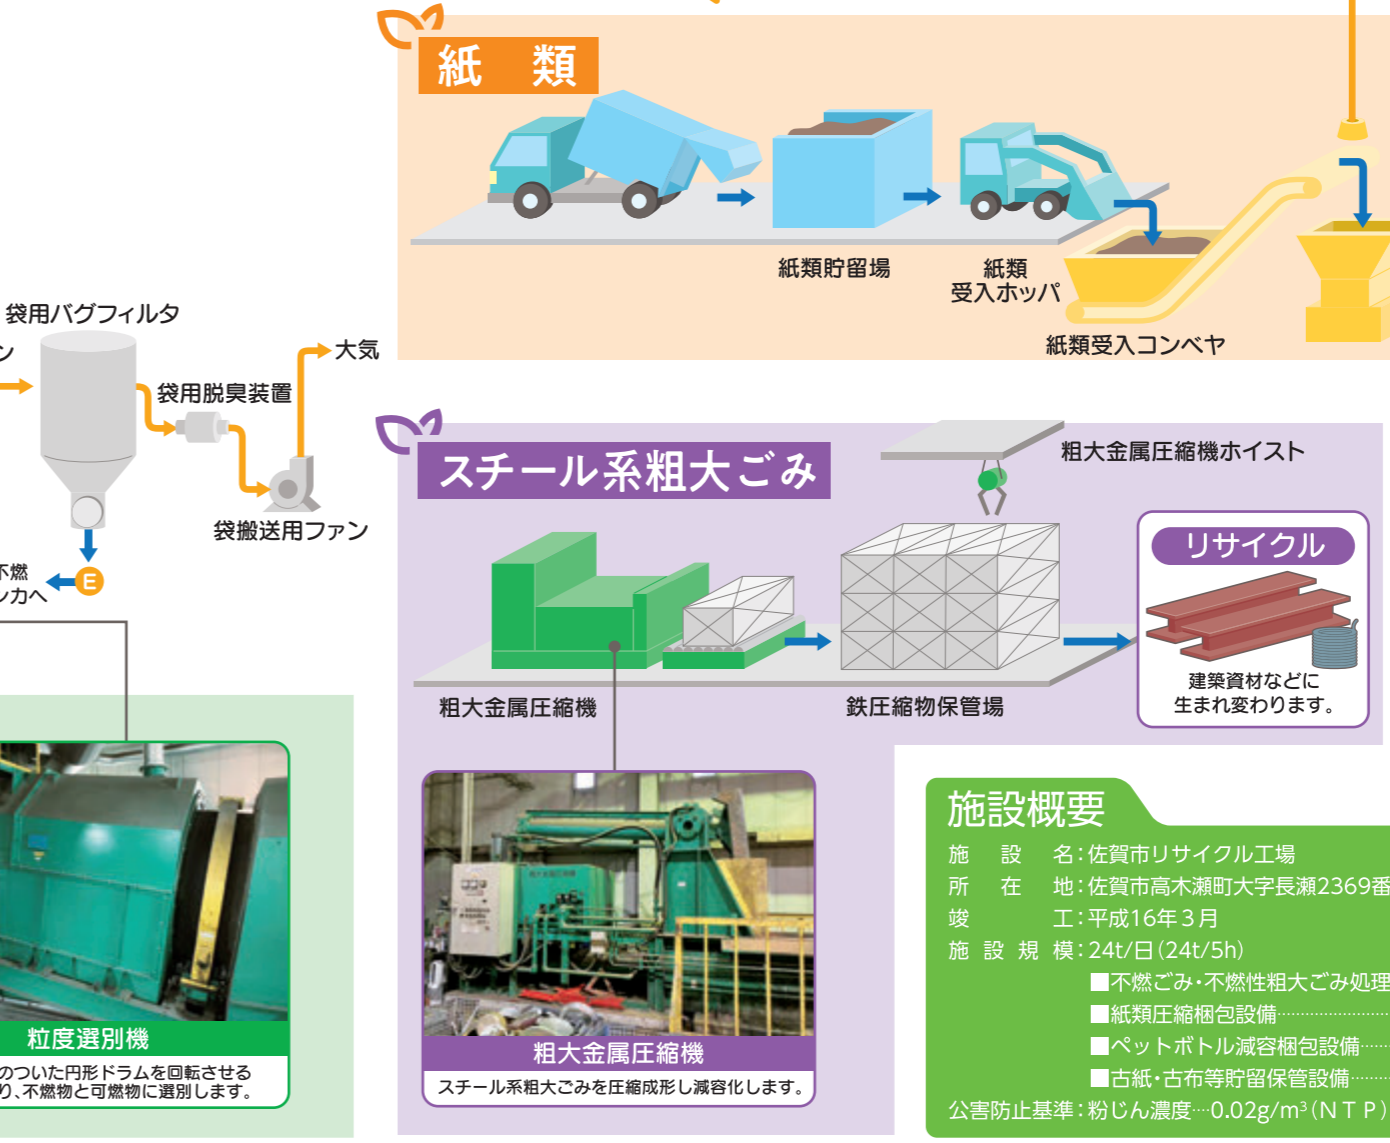 紙　類
紙類貯留場
紙類
受入ホッパ
紙類受入コンベヤ
袋用バグフィルタ
ン
大気
袋用脱臭装置
袋搬送用ファン
不燃
ンカへ
E
スチール系粗大ごみ
粗大金属圧縮機ホイスト
リサイクル
建築資材などに
生まれ変わります。
粗大金属圧縮機
鉄圧縮物保管場
粒度選別機
のついた円形ドラムを回転させる
り、不燃物と可燃物に選別します。
粗大金属圧縮機
スチール系粗大ごみを圧縮成形し減容化します。
施設概要
施設名：佐賀市リサイクル工場
所在地：佐賀市高木瀬町大字長瀬2369番
竣工：平成16年3月
施設規模：24t/日（24t/5h）
■不燃ごみ・不燃性粗大ごみ処理
■紙類圧縮梱包設備
■ペットボトル減容梱包設備
■古紙・古布等貯留保管設備
公害防止基準：粉じん濃度…0.02g/m³（NTP）